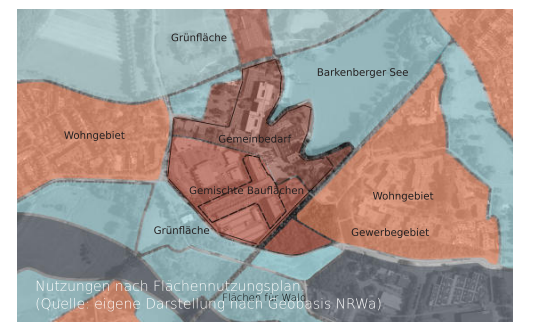 Grünfläche
Barkenberger See
Wohngebiet
Gemeinbedarf
Gemischte Bauflächen
Wohngebiet
Grünfläche
Gewerbegebiet
Nutzungen nach Flächennutzungsplan
Flächen für Wald
(Quelle: eigene Darstellung nach Geobasis NRWa)